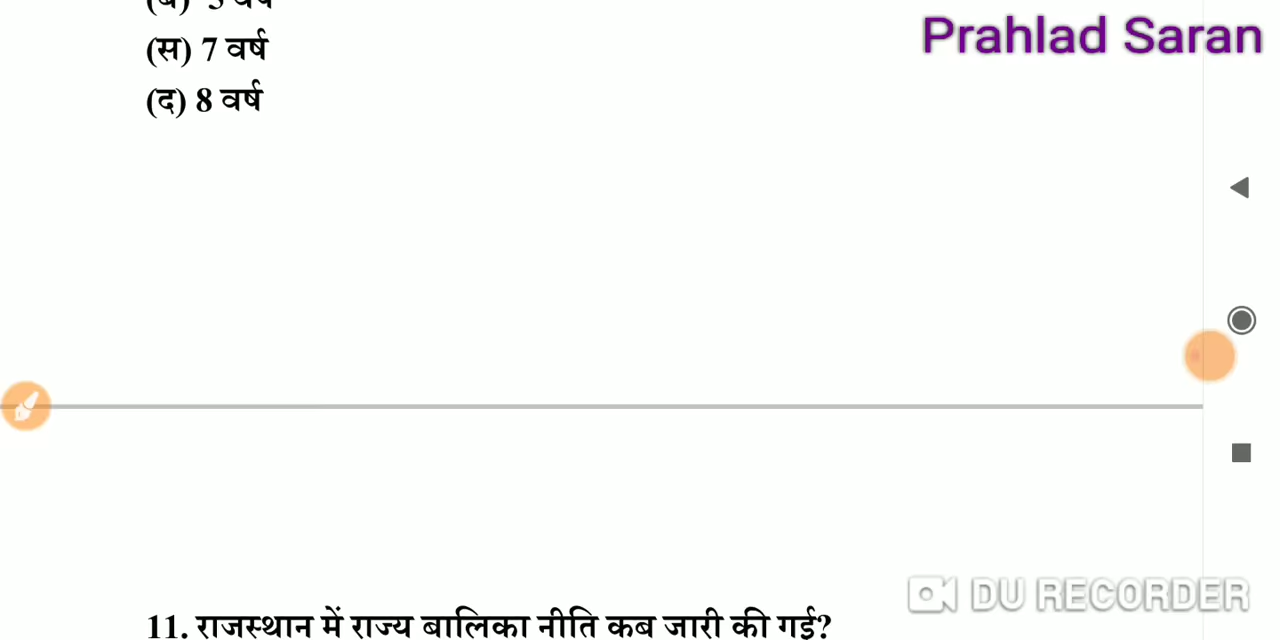 Prahlad Saran
(स) 7 वर्ष
(द) 8 वर्ष
11. राजस्थान में राज्य बालिका नीति कब जारी की गई?
DU RECORDER